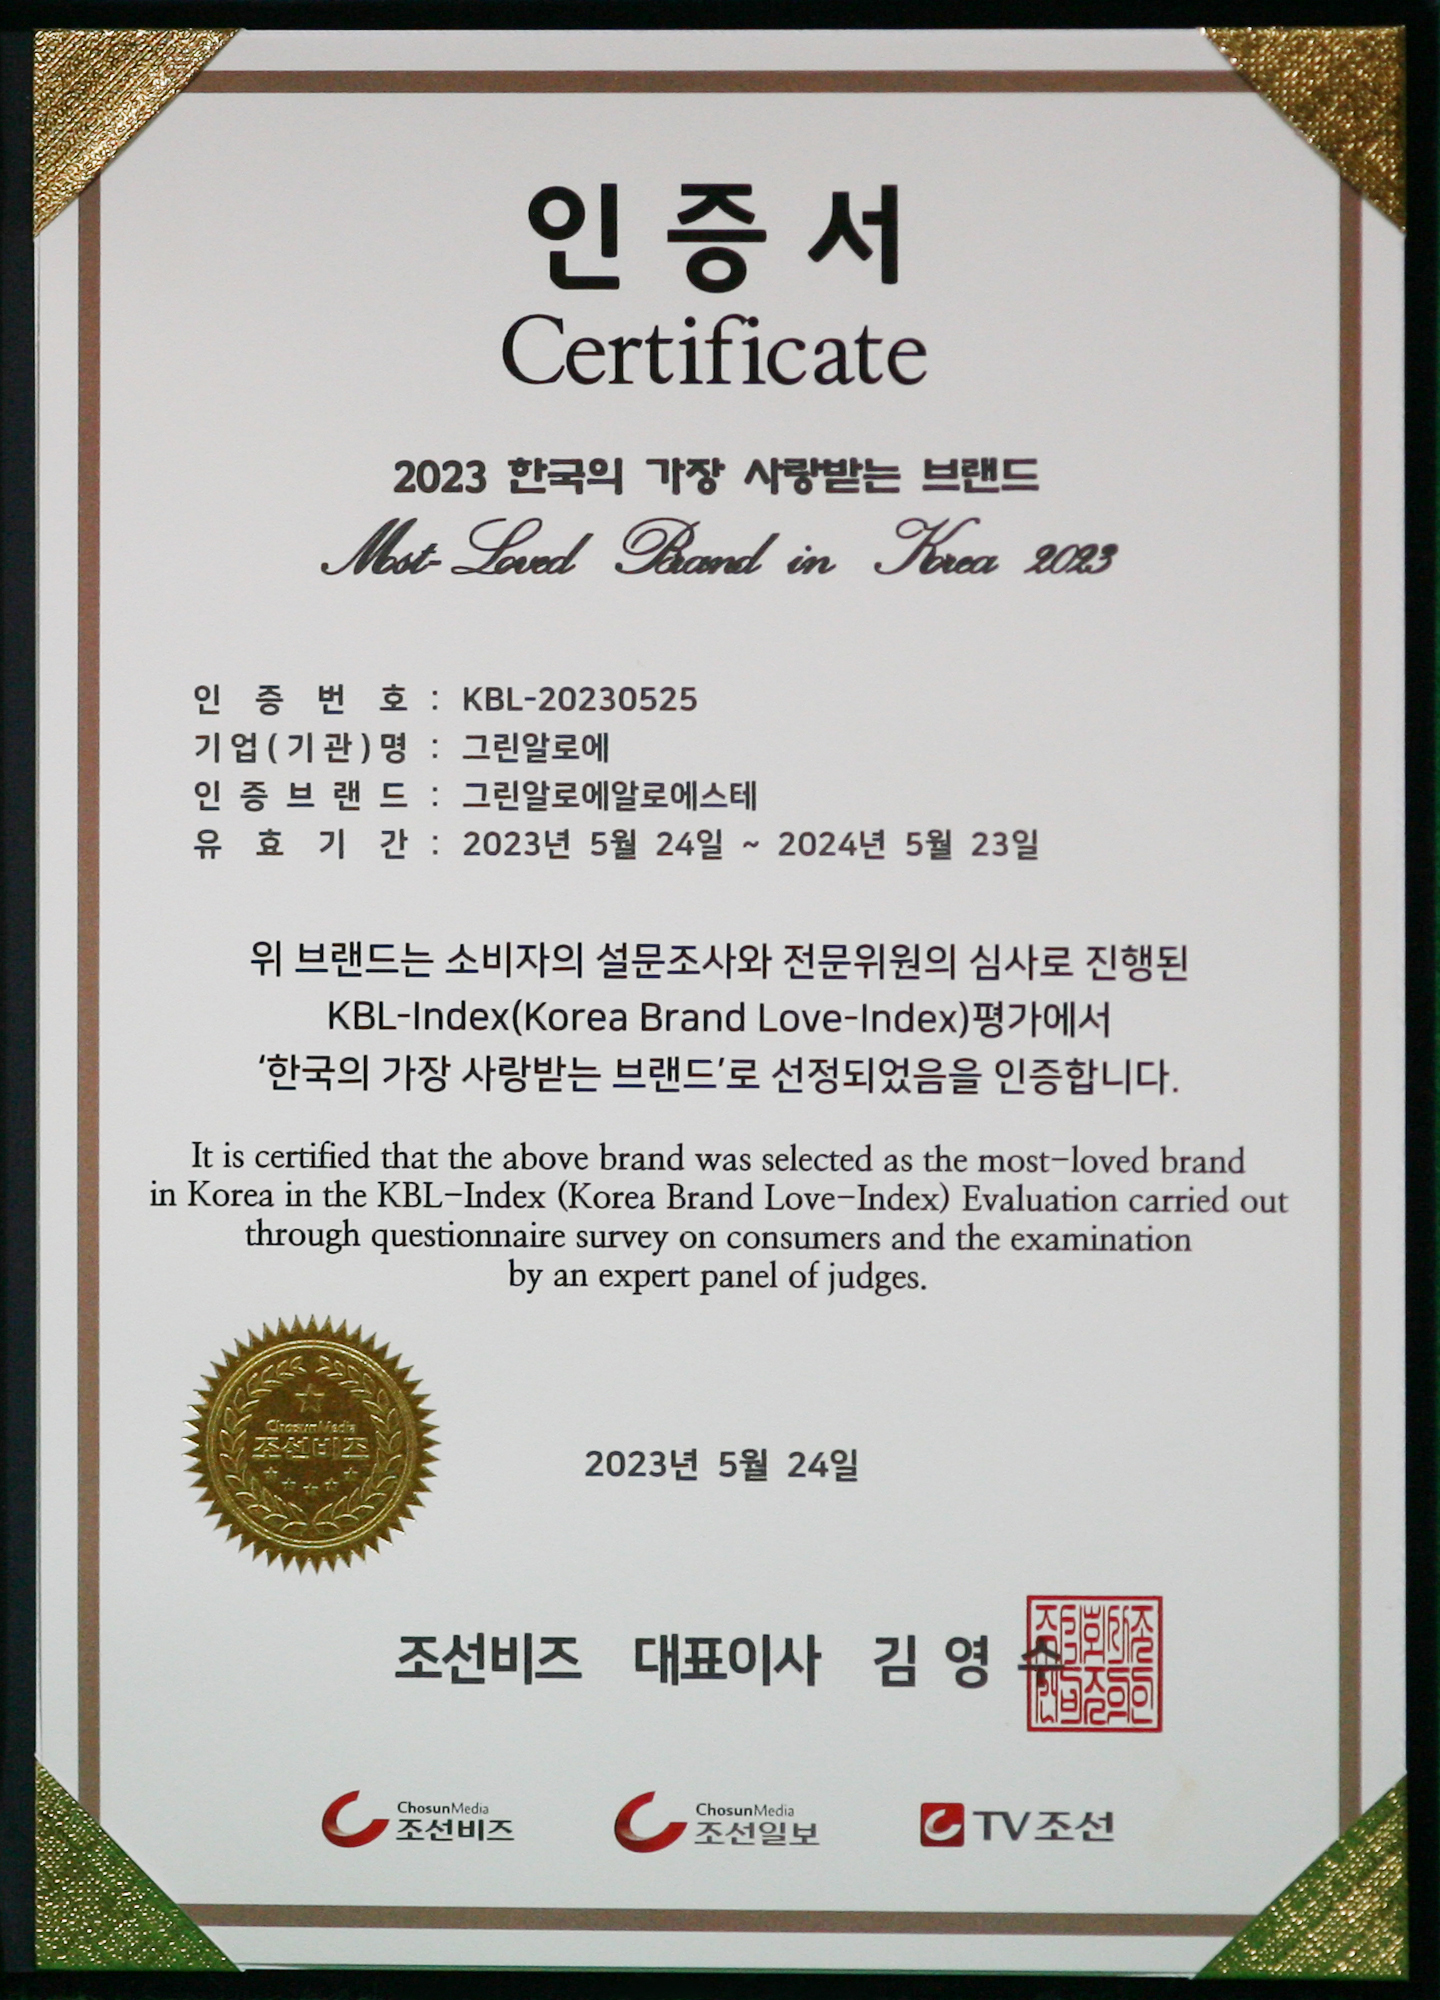 인증서
Certificate
2023 한국의 가장 사랑받는 브랜드
Most-Loved Brand in Korea 2023
인증번호 : KBL-20230525
기업(기관)명 : 그린알로에
인증브랜드 : 그린알로에알로에스테
유효기간 : 2023년 5월 24일 ~ 2024년 5월 23일
위 브랜드는 소비자의 설문조사와 전문위원의 심사로 진행된
KBL-Index(Korea Brand Love-Index)평가에서
‘한국의 가장 사랑받는 브랜드’로 선정되었음을 인증합니다.
It is certified that the above brand was selected as the most-loved brand
in Korea in the KBL-Index (Korea Brand Love-Index) Evaluation carried out
through questionnaire survey on consumers and the examination
by an expert panel of judges.
ChosunMedia
조선비즈
2023년 5월 24일
조선비즈 대표이사 김영수
ChosunMedia
조선비즈
ChosunMedia
조선일보
TV조선